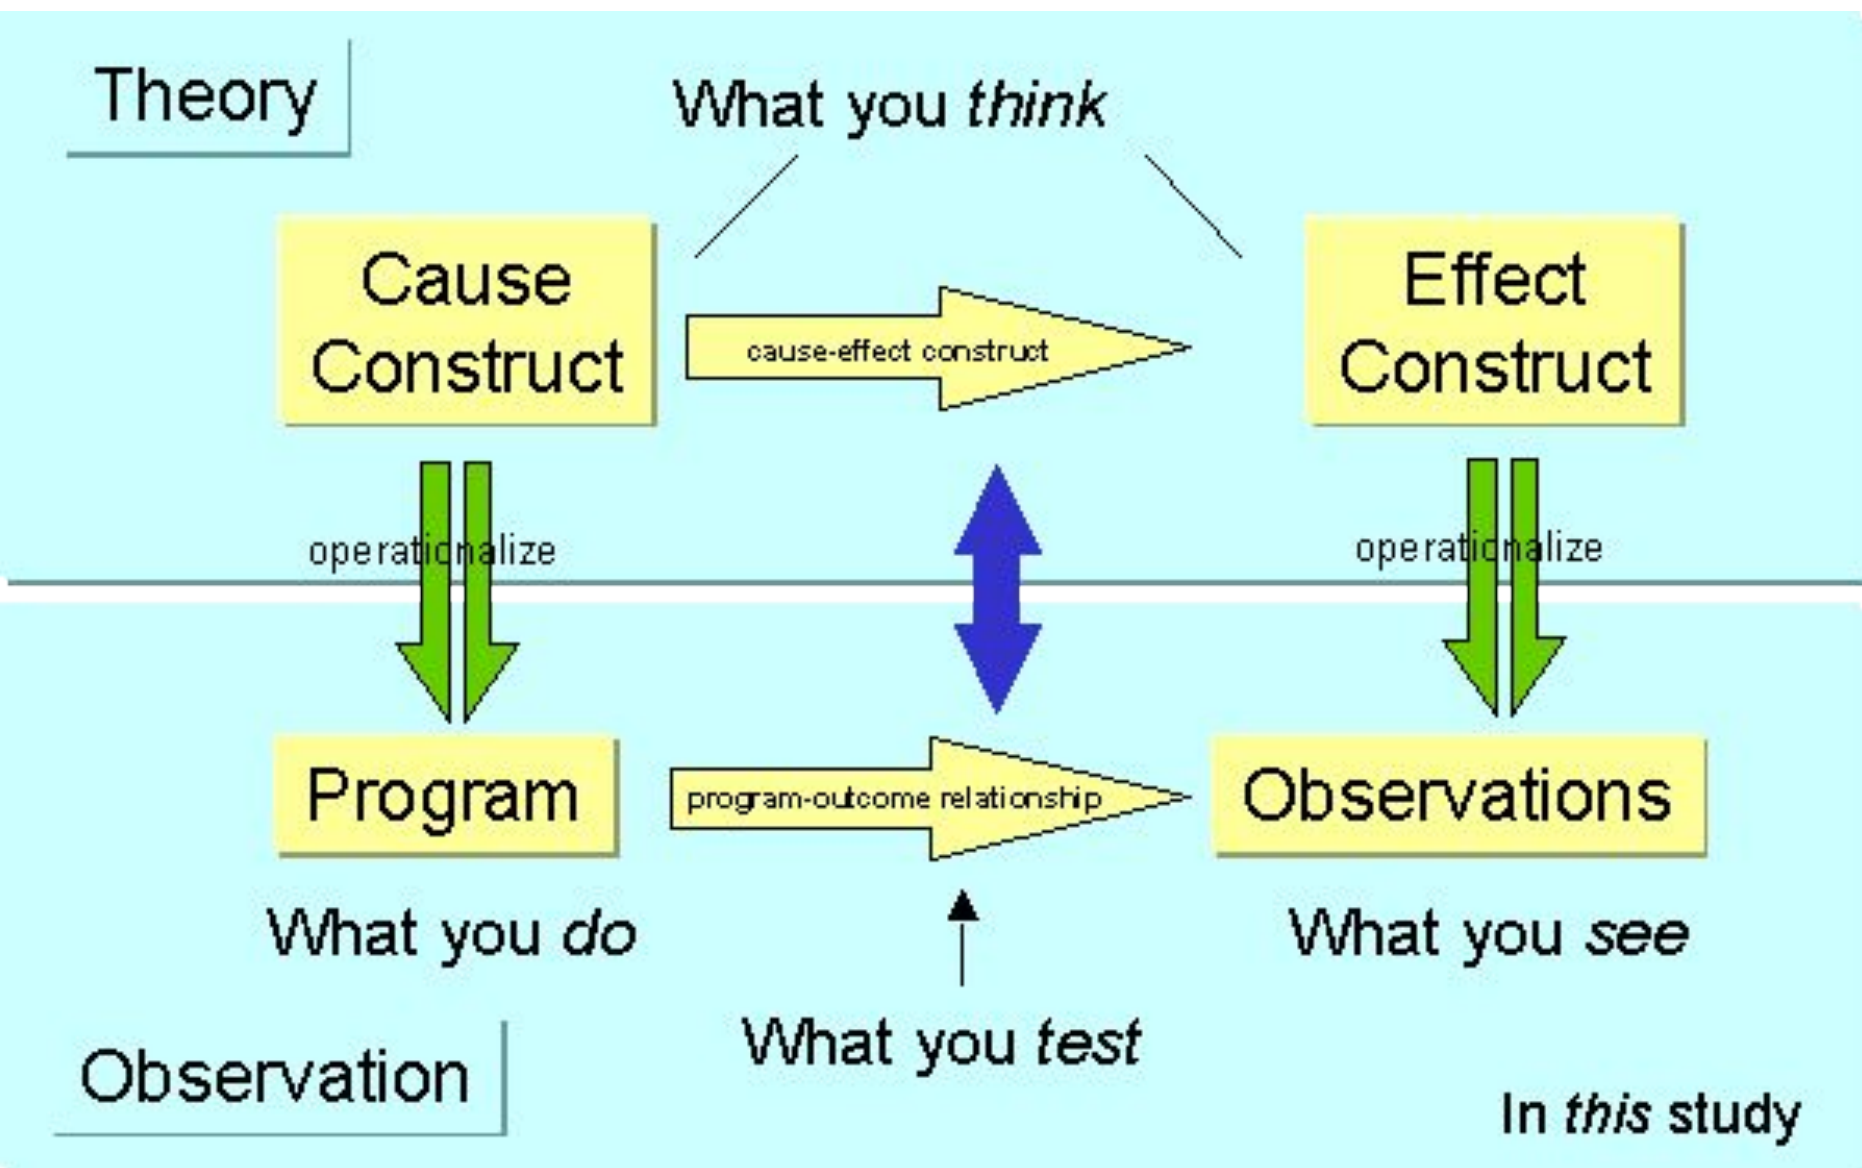 Theory
What you think
Cause
Construct
cause-effect construct
Effect
Construct
operationalize
operationalize
Program
program-outcome relationship
Observations
What you do
What you see
What you test
Observation
In this study